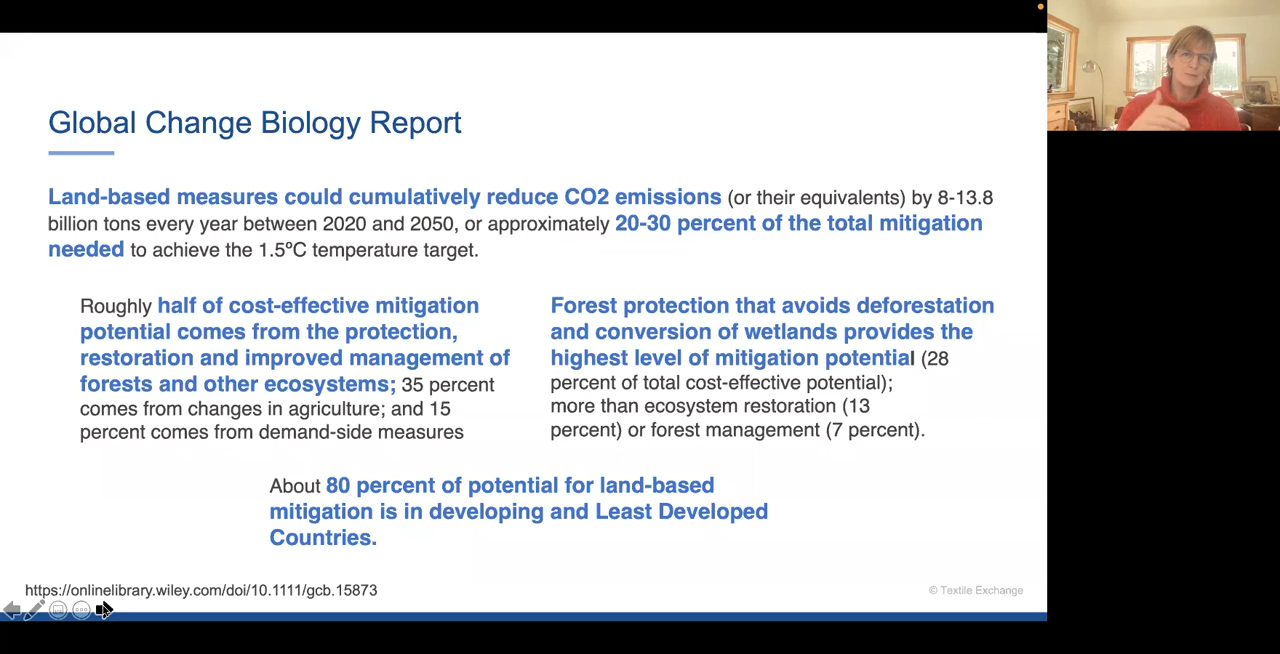 Global Change Biology Report
Land-based measures could cumulatively reduce CO2 emissions (or their equivalents) by 8-13.8
billion tons every year between 2020 and 2050, or approximately 20-30 percent of the total mitigation
needed to achieve the 1.5ºC temperature target.
Roughly half of cost-effective mitigation
potential comes from the protection,
restoration and improved management of
forests and other ecosystems; 35 percent
comes from changes in agriculture; and 15
percent comes from demand-side measures
Forest protection that avoids deforestation
and conversion of wetlands provides the
highest level of mitigation potential (28
percent of total cost-effective potential);
more than ecosystem restoration (13
percent) or forest management (7 percent).
About 80 percent of potential for land-based
mitigation is in developing and Least Developed
Countries.
https://onlinelibrary.wiley.com/doi/10.1111/gcb.15873
© Textile Exchange